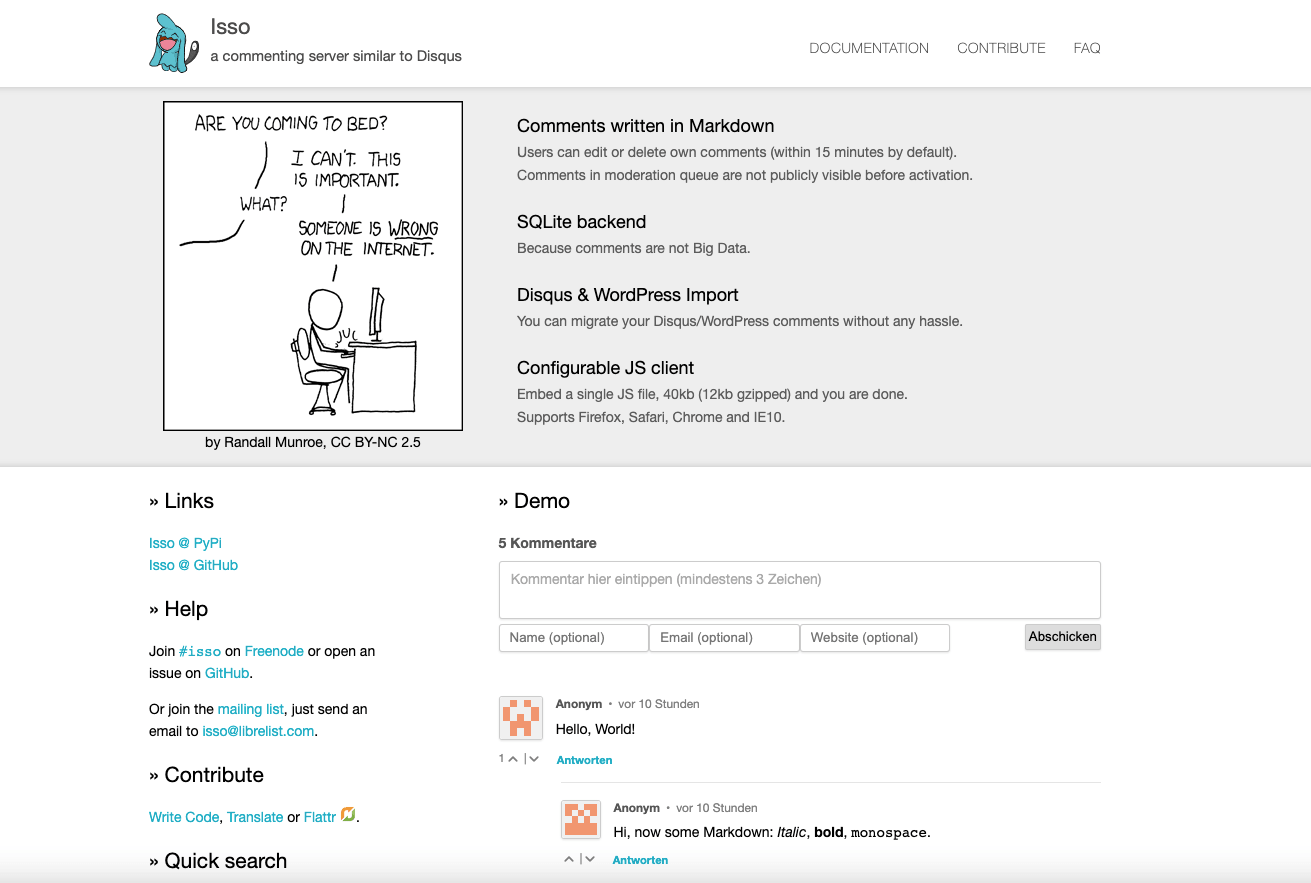 Isso
a commenting server similar to Disqus
DOCUMENTATION CONTRIBUTE FAQ
ARE YOU COMING TO BED?
I CAN'T. THIS
IS IMPORTANT.
WHAT?
SOMEONE IS WRONG
ON THE INTERNET.
by Randall Munroe, CC BY-NC 2.5
Comments written in Markdown
Users can edit or delete own comments (within 15 minutes by default).
Comments in moderation queue are not publicly visible before activation.
SQLite backend
Because comments are not Big Data.
Disqus & WordPress Import
You can migrate your Disqus/WordPress comments without any hassle.
Configurable JS client
Embed a single JS file, 40kb (12kb gzipped) and you are done.
Supports Firefox, Safari, Chrome and IE10.
» Links
Isso @ PyPi
Isso @ GitHub
» Help
Join #isso on Freenode or open an
issue on GitHub.
Or join the mailing list, just send an
email to isso@librelist.com.
» Contribute
Write Code, Translate or Flattr .
» Quick search
» Demo
5 Kommentare
Kommentar hier eintippen (mindestens 3 Zeichen)
Name (optional) Email (optional) Website (optional) Abschicken
Anonym • vor 10 Stunden
Hello, World!
1 | Antworten
Anonym • vor 10 Stunden
Hi, now some Markdown: Italic, bold, monospace.
| Antworten